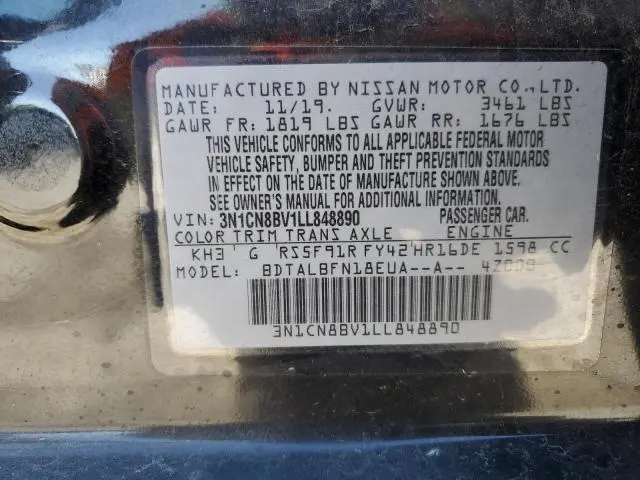 MANUFACTURED BY NISSAN MOTOR CO., LTD.
DATE: 11/19. GVWR: 3461 LBS
GAWR FR: 1819 LBS GAWR RR: 1676 LBS
THIS VEHICLE CONFORMS TO ALL APPLICABLE FEDERAL MOTOR
VEHICLE SAFETY, BUMPER AND THEFT PREVENTION STANDARDS
IN EFFECT ON THE DATE OF MANUFACTURE SHOWN ABOVE.
SEE OWNER'S MANUAL FOR ADDITIONAL INFORMATION.
VIN: 3N1CN8BV1LL848890 PASSENGER CAR.
COLOR TRIM TRANS AXLE ENGINE
KH3 G RS5F91R FY42 HR16DE 1598 CC
MODEL: BDTALBFN18EUA--A--
3N1CN8BV1LL848890